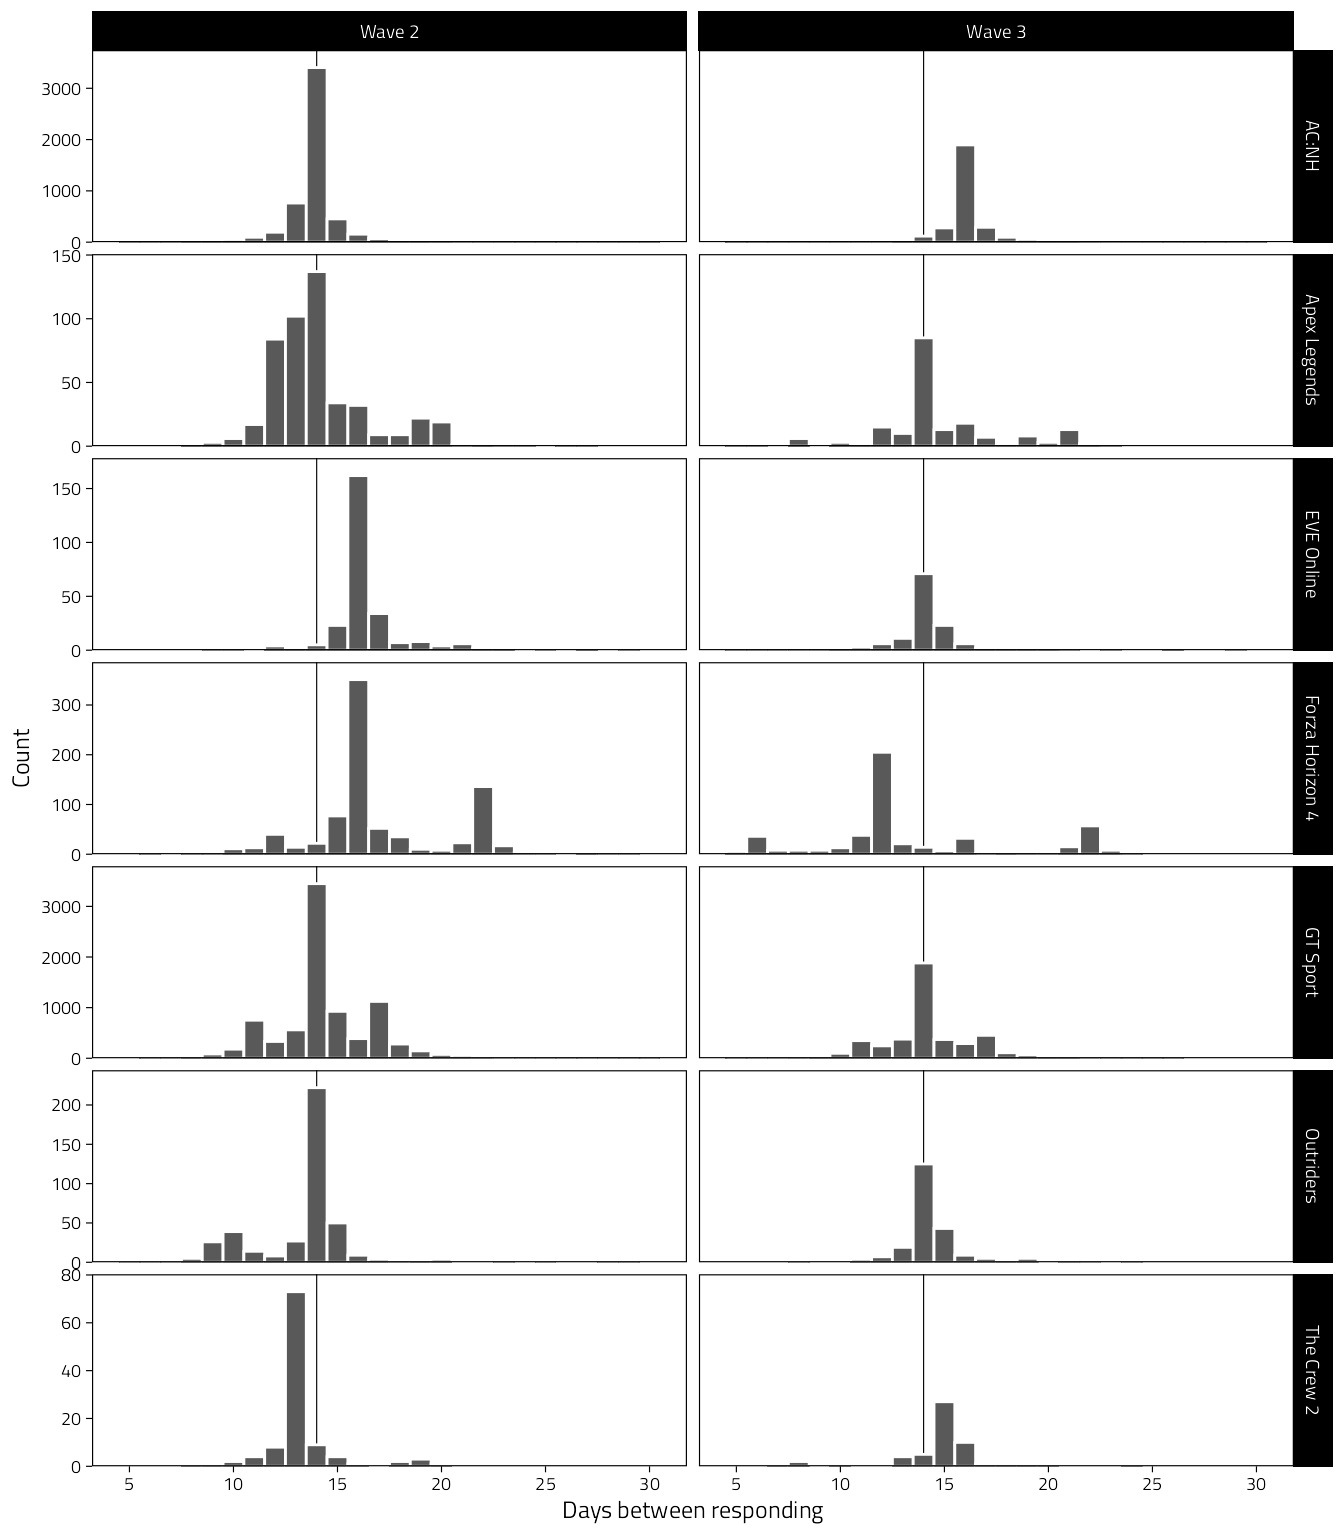 Wave 2 Wave 3
3000
2000
1000
0
AC:NH
150
100
50
0
Apex Legends
150
100
50
0
EVE Online
300
200
100
0
Forza Horizon 4
Count
3000
2000
1000
0
GT Sport
200
150
100
50
0
Outriders
80
60
40
20
0
The Crew 2
5 10 15 20 25 30 5 10 15 20 25 30
Days between responding